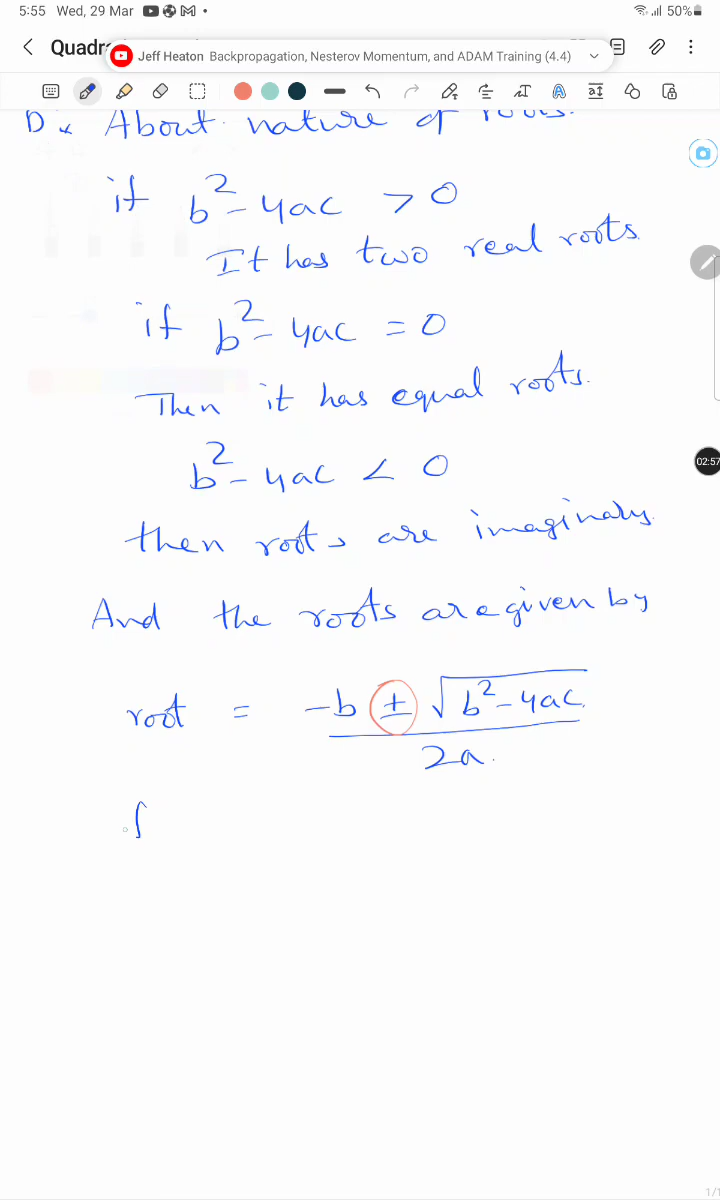 5:55 Wed, 29 Mar
50%
Quadr
Jeff Heaton Backpropagation, Nesterov Momentum, and ADAM Training (4.4)
D x About nature of roots.
if b² - 4ac > 0
It has two real roots.
02:57
if b² - 4ac = 0
Then it has equal roots.
b² - 4ac < 0
then roots are imaginary.
And the roots are given by
root = (-b ± √(b² - 4ac)) / 2a.
1/1